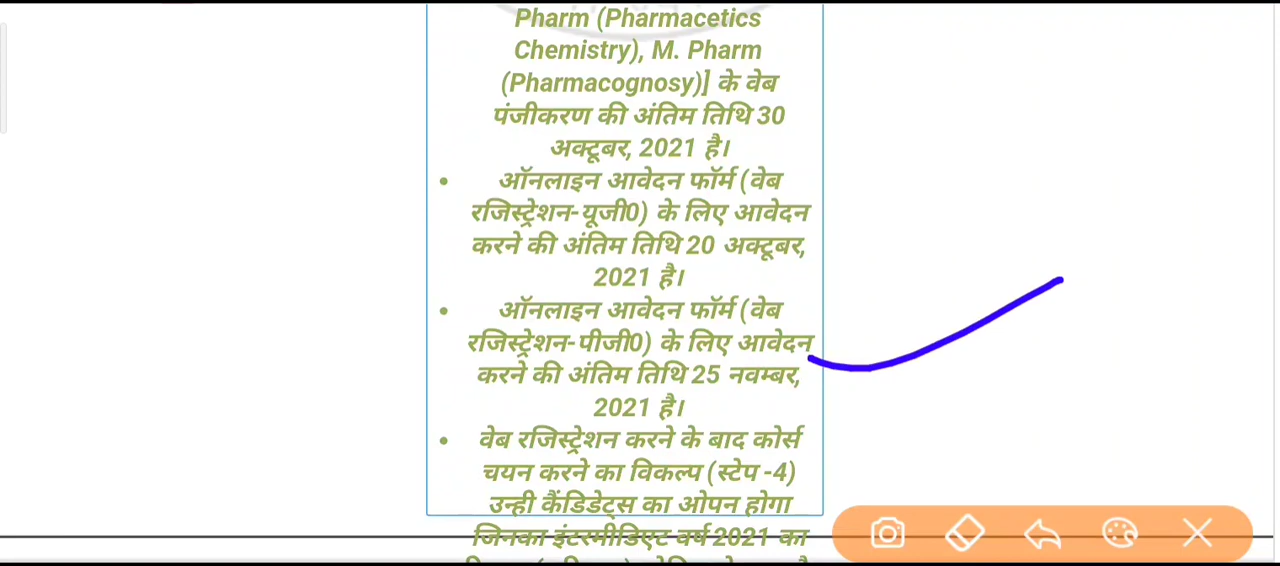 Pharm (Pharmacetics
Chemistry), M. Pharm
(Pharmacognosy)] के वेब
पंजीकरण की अंतिम तिथि 30
अक्टूबर, 2021 है।
• ऑनलाइन आवेदन फॉर्म (वेब
रजिस्ट्रेशन-यूजी0) के लिए आवेदन
करने की अंतिम तिथि 20 अक्टूबर,
2021 है।
• ऑनलाइन आवेदन फॉर्म (वेब
रजिस्ट्रेशन-पीजी0) के लिए आवेदन
करने की अंतिम तिथि 25 नवम्बर,
2021 है।
• वेब रजिस्ट्रेशन करने के बाद कोर्स
चयन करने का विकल्प (स्टेप -4)
उन्ही कैंडिडेट्स का ओपन होगा
जिनका इंटरमीडिएट वर्ष 2021 का